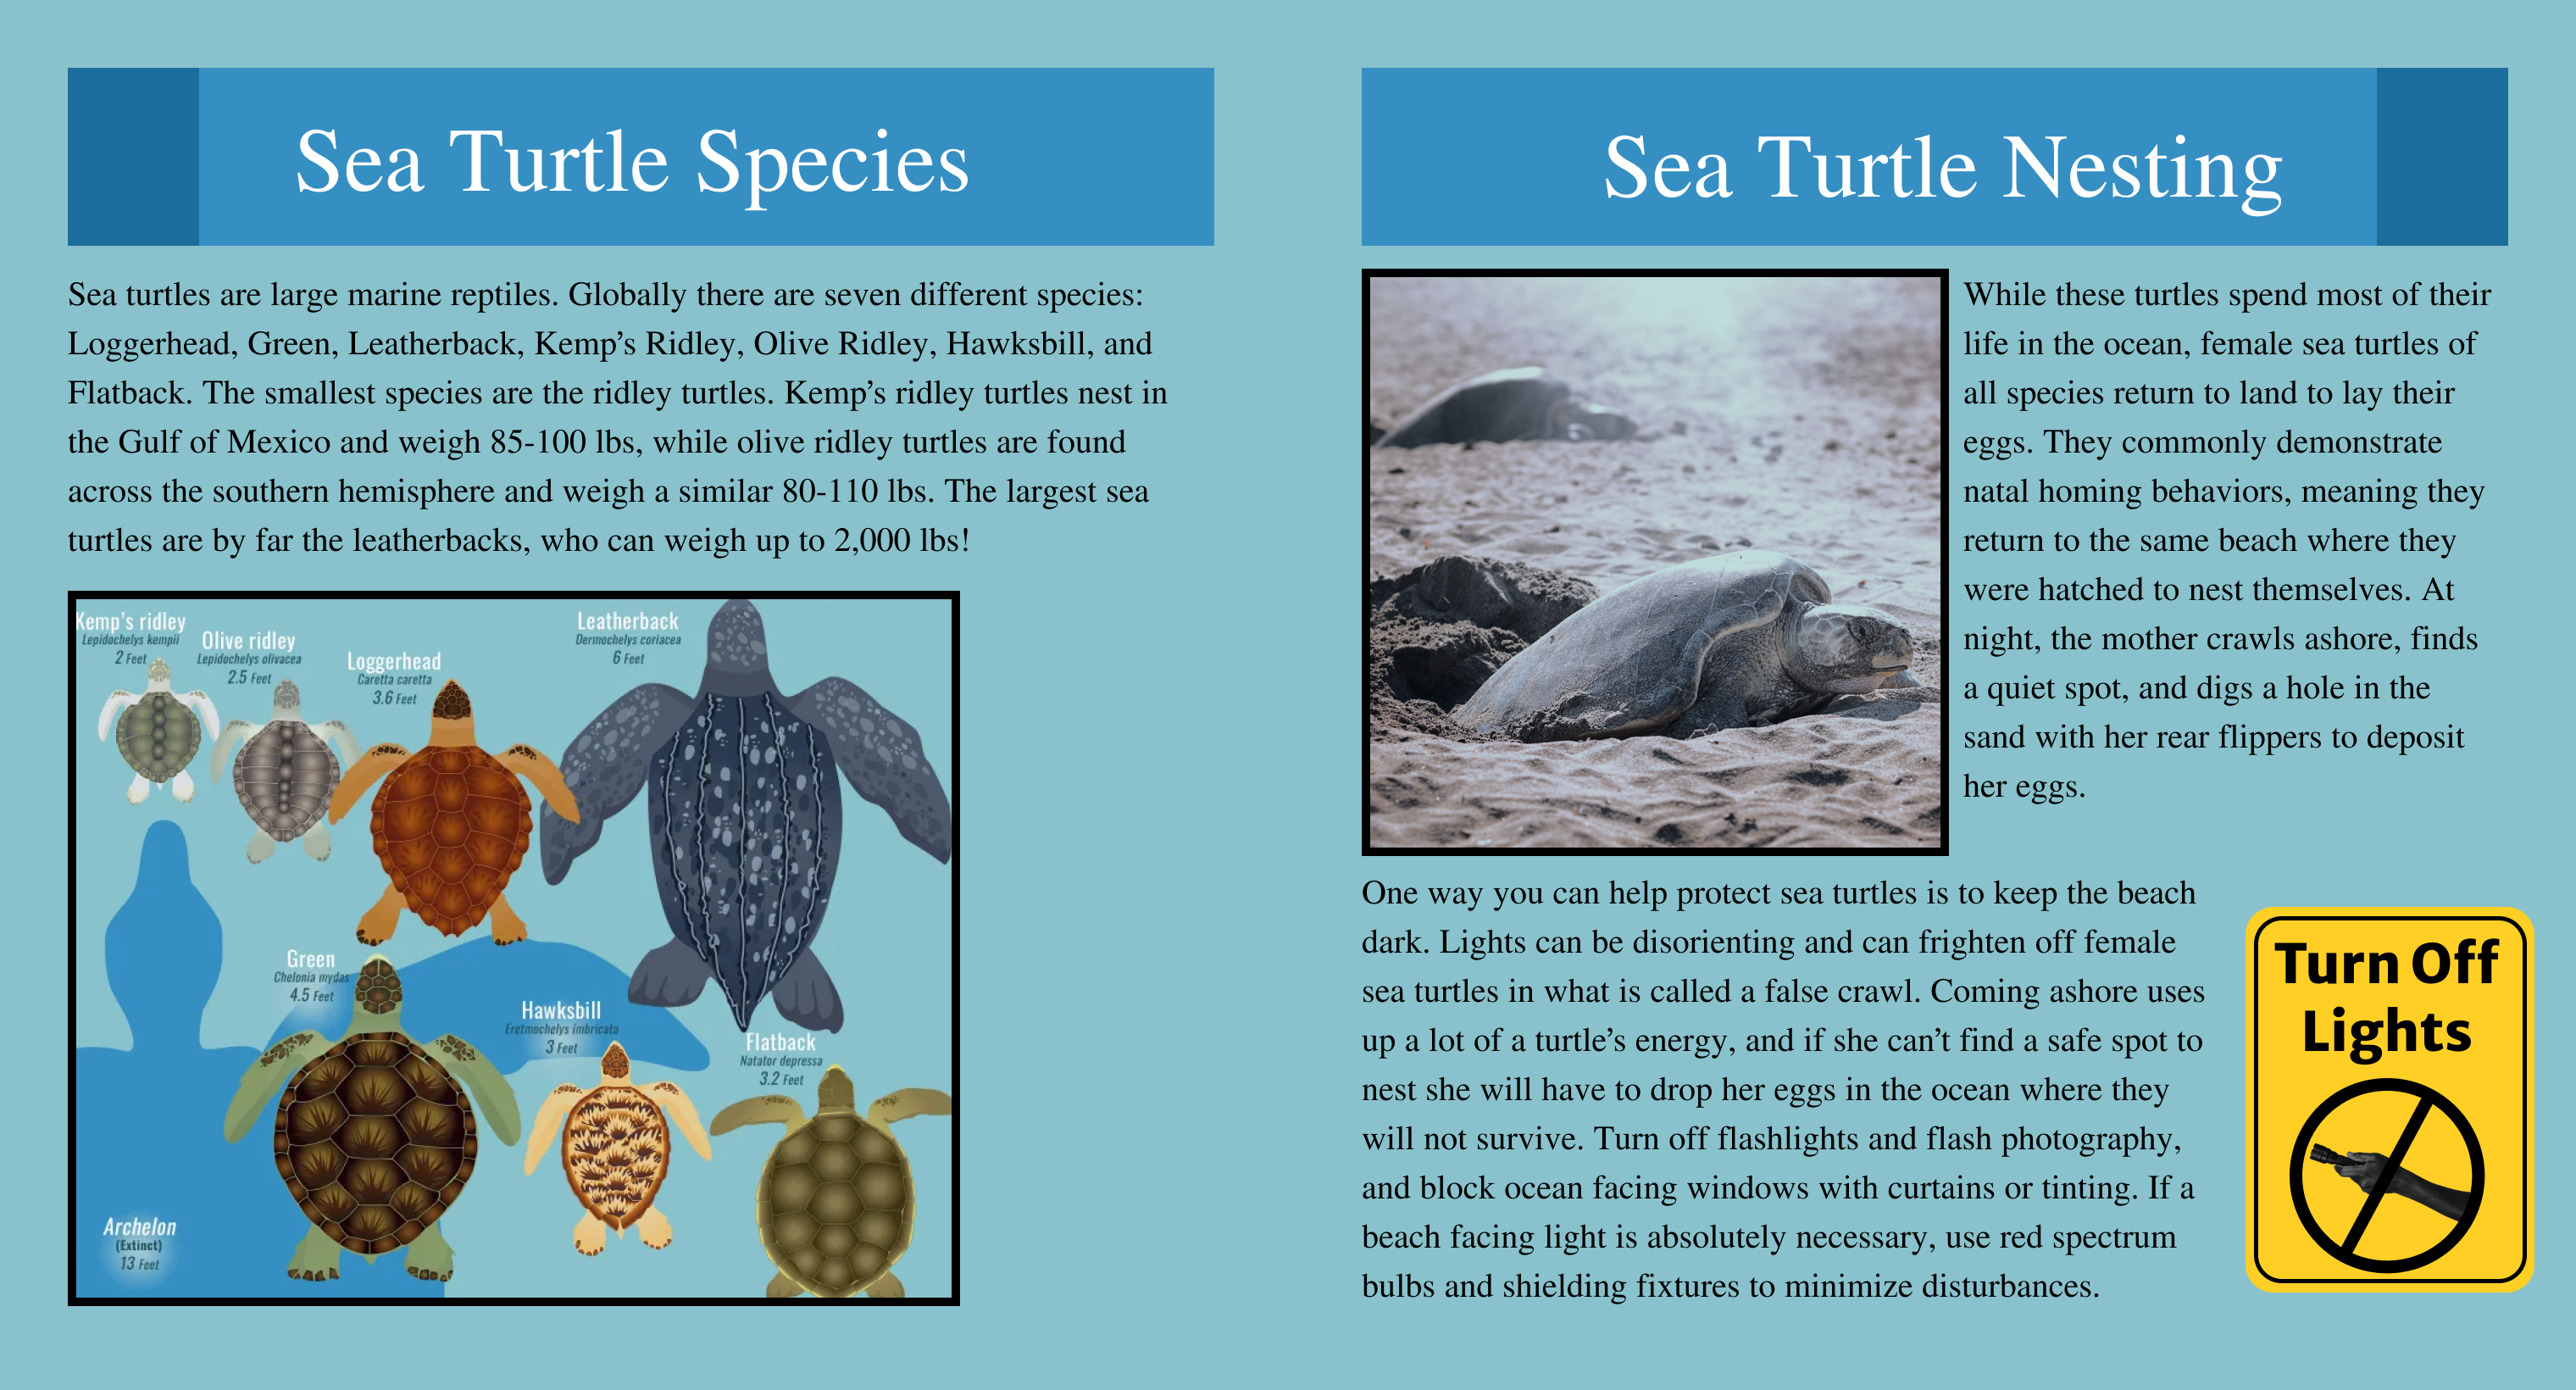 Sea Turtle Species
Sea turtles are large marine reptiles. Globally there are seven different species:
Loggerhead, Green, Leatherback, Kemp’s Ridley, Olive Ridley, Hawksbill, and
Flatback. The smallest species are the ridley turtles. Kemp’s ridley turtles nest in
the Gulf of Mexico and weigh 85-100 lbs, while olive ridley turtles are found
across the southern hemisphere and weigh a similar 80-110 lbs. The largest sea
turtles are by far the leatherbacks, who can weigh up to 2,000 lbs!
Kemp's ridley
Lepidochelys kempii
2 Feet
Olive ridley
Lepidochelys olivacea
2.5 Feet
Loggerhead
Caretta caretta
3.6 Feet
Leatherback
Dermochelys coriacea
6 Feet
Green
Chelonia mydas
4.5 Feet
Hawksbill
Eretmochelys imbricata
3 Feet
Flatback
Natator depressa
3.2 Feet
Archelon
(Extinct)
13 Feet
Sea Turtle Nesting
While these turtles spend most of their
life in the ocean, female sea turtles of
all species return to land to lay their
eggs. They commonly demonstrate
natal homing behaviors, meaning they
return to the same beach where they
were hatched to nest themselves. At
night, the mother crawls ashore, finds
a quiet spot, and digs a hole in the
sand with her rear flippers to deposit
her eggs.
One way you can help protect sea turtles is to keep the beach
dark. Lights can be disorienting and can frighten off female
sea turtles in what is called a false crawl. Coming ashore uses
up a lot of a turtle’s energy, and if she can’t find a safe spot to
nest she will have to drop her eggs in the ocean where they
will not survive. Turn off flashlights and flash photography,
and block ocean facing windows with curtains or tinting. If a
beach facing light is absolutely necessary, use red spectrum
bulbs and shielding fixtures to minimize disturbances.
Turn Off
Lights